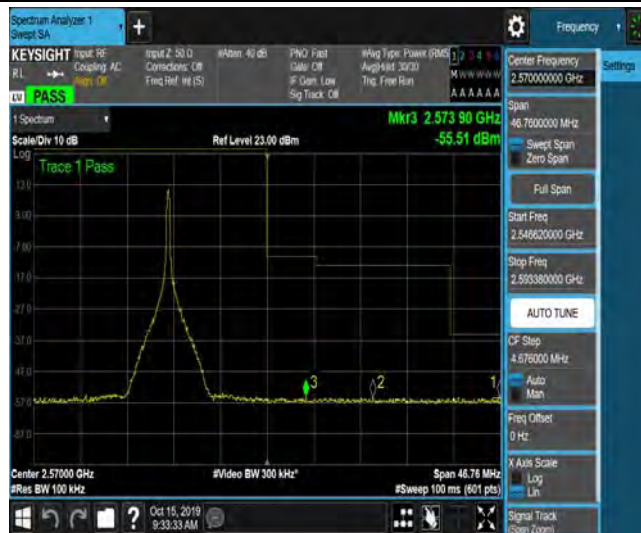 Spectrum Analyzer 1
Swept SA
+
Frequency
KEYSIGHT Input: RF Input Z: 50 Ω #Atten: 40 dB PNO: Fast #Avg Type: Power (RMS) 1 2 3 4 5 6
RL Coupling: AC Corrections: Off Gate: Off Avg|Hold: 30/30 M W W W W W
Align: Off Freq Ref: Int (S) IF Gain: Low Trig: Free Run
Sig Track: Off A A A A A A
LW PASS
1 Spectrum
Mkr3 2.573 90 GHz
Scale/Div 10 dB Ref Level 23.00 dBm -55.51 dBm
Log
Trace 1 Pass
13.0
3.00
-7.00
-17.0
-27.0
-37.0
-47.0
-57.0
-67.0
3
2
1
Center 2.57000 GHz #Video BW 300 kHz* Span 46.76 MHz
#Res BW 100 kHz #Sweep 100 ms (601 pts)
Center Frequency
2.570000000 GHz
Settings
Span
46.7600000 MHz
Swept Span
Zero Span
Full Span
Start Freq
2.546620000 GHz
Stop Freq
2.593380000 GHz
AUTO TUNE
CF Step
4.676000 MHz
Auto
Man
Freq Offset
0 Hz
X Axis Scale
Log
Lin
Signal Track
(Span Zoom)
?
Oct 15, 2019
9:33:33 AM